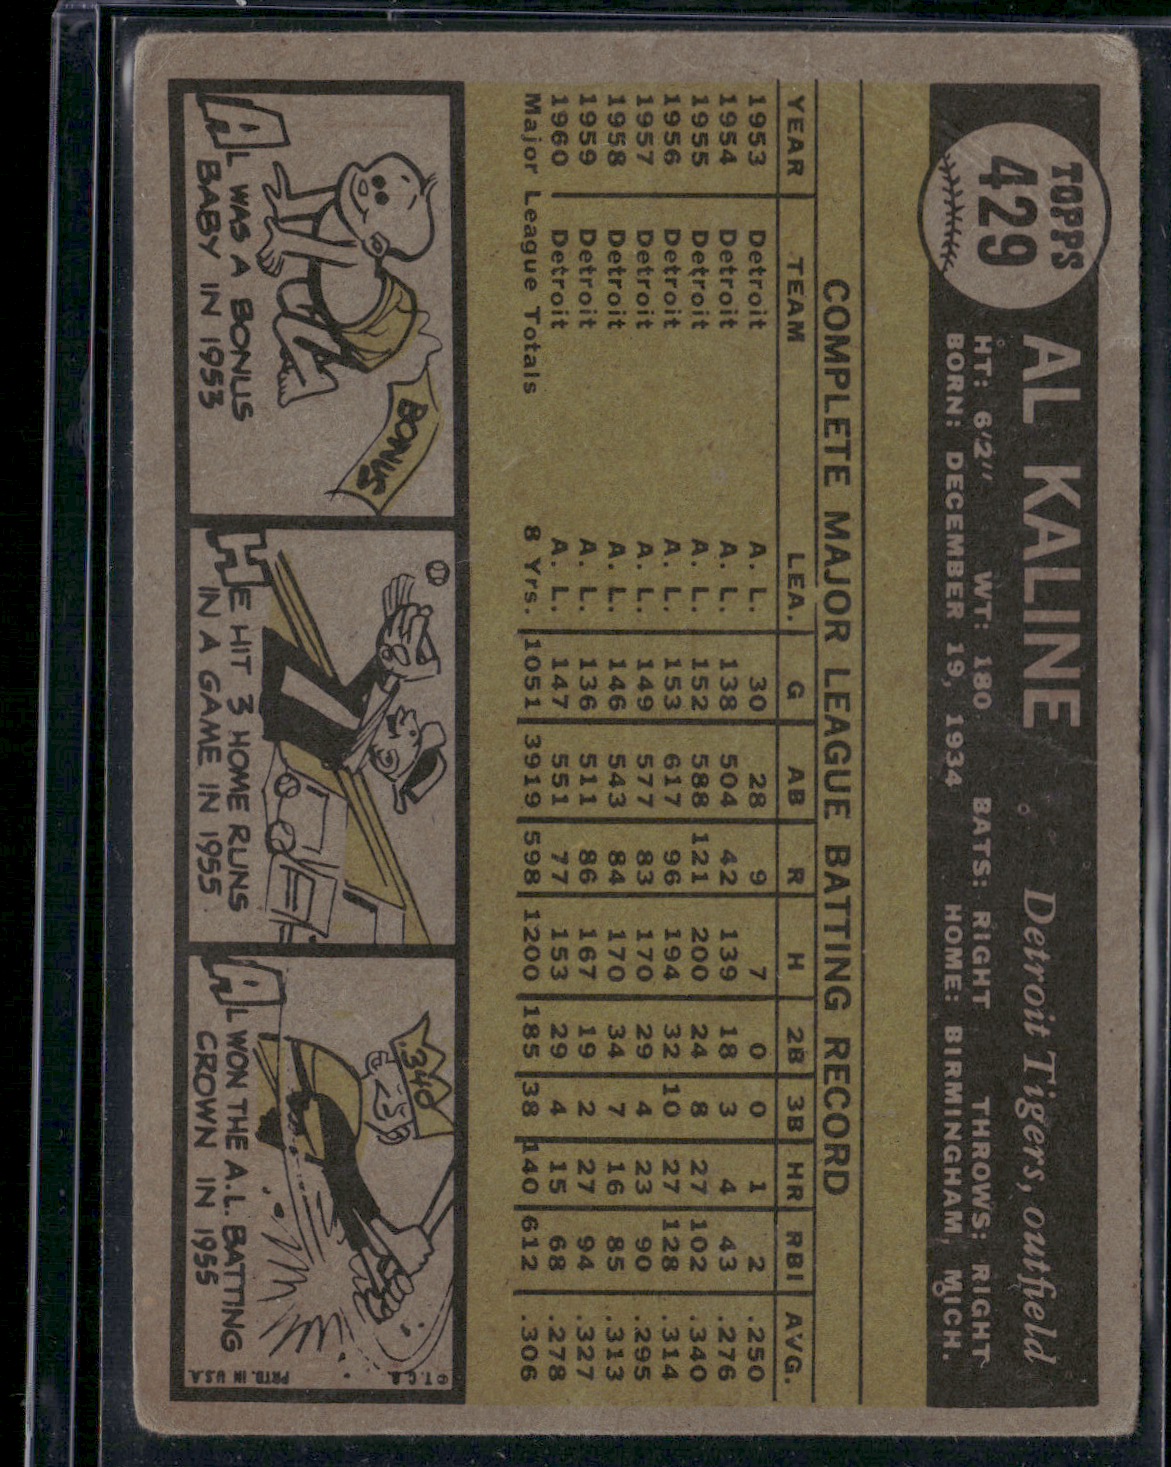 TOPPS
429
AL KALINE Detroit Tigers, outfield
HT: 6'2" WT: 180 BATS: RIGHT THROWS: RIGHT
BORN: DECEMBER 19, 1934 HOME: BIRMINGHAM, MICH.
COMPLETE MAJOR LEAGUE BATTING RECORD
YEAR TEAM LEA. G AB R H 2B 3B HR RBI AVG.
1953 Detroit A. L. 30 28 9 7 0 0 1 2 .250
1954 Detroit A. L. 138 504 42 139 18 3 4 43 .276
1955 Detroit A. L. 152 588 121 200 24 8 27 102 .340
1956 Detroit A. L. 153 617 96 194 32 10 27 128 .314
1957 Detroit A. L. 149 577 83 170 29 4 23 90 .295
1958 Detroit A. L. 146 543 84 170 34 7 16 85 .313
1959 Detroit A. L. 136 511 86 167 19 2 27 94 .327
1960 Detroit A. L. 147 551 77 153 29 4 15 68 .278
Major League Totals 8 Yrs. 1051 3919 598 1200 185 38 140 612 .306
BONUS
AL WAS A BONUS
BABY IN 1953
HE HIT 3 HOME RUNS
IN A GAME IN 1955
.340
AL WON THE A.L. BATTING
CROWN IN 1955
©T.C.G.
PRTD. IN U.S.A.